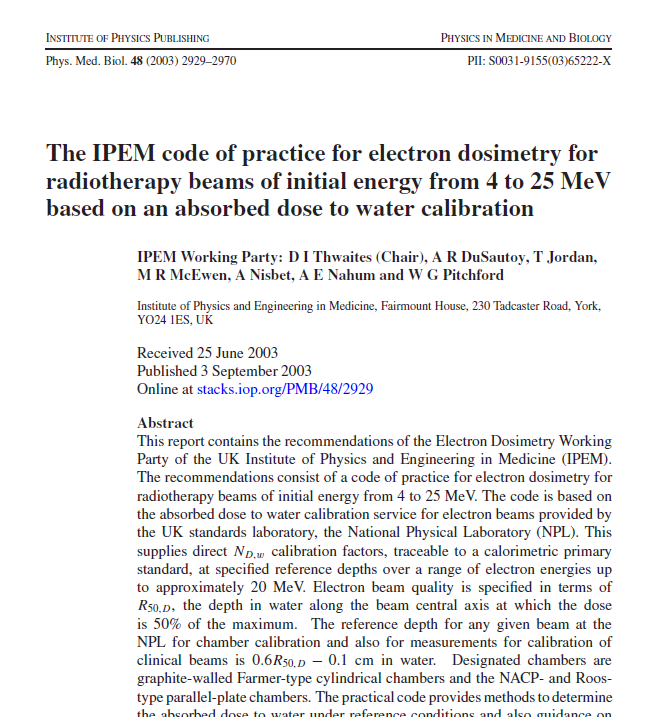 INSTITUTE OF PHYSICS PUBLISHING
PHYSICS IN MEDICINE AND BIOLOGY
Phys. Med. Biol. 48 (2003) 2929–2970
PII: S0031-9155(03)65222-X
The IPEM code of practice for electron dosimetry for
radiotherapy beams of initial energy from 4 to 25 MeV
based on an absorbed dose to water calibration
IPEM Working Party: D I Thwaites (Chair), A R DuSautoy, T Jordan,
M R McEwen, A Nisbet, A E Nahum and W G Pitchford
Institute of Physics and Engineering in Medicine, Fairmount House, 230 Tadcaster Road, York,
YO24 1ES, UK
Received 25 June 2003
Published 3 September 2003
Online at stacks.iop.org/PMB/48/2929
Abstract
This report contains the recommendations of the Electron Dosimetry Working
Party of the UK Institute of Physics and Engineering in Medicine (IPEM).
The recommendations consist of a code of practice for electron dosimetry for
radiotherapy beams of initial energy from 4 to 25 MeV. The code is based on
the absorbed dose to water calibration service for electron beams provided by
the UK standards laboratory, the National Physical Laboratory (NPL). This
supplies direct N_D,w calibration factors, traceable to a calorimetric primary
standard, at specified reference depths over a range of electron energies up
to approximately 20 MeV. Electron beam quality is specified in terms of
R_50,D, the depth in water along the beam central axis at which the dose
is 50% of the maximum. The reference depth for any given beam at the
NPL for chamber calibration and also for measurements for calibration of
clinical beams is 0.6R_50,D − 0.1 cm in water. Designated chambers are
graphite-walled Farmer-type cylindrical chambers and the NACP- and Roos-
type parallel-plate chambers. The practical code provides methods to determine
the absorbed dose to water under reference conditions and also guidance on